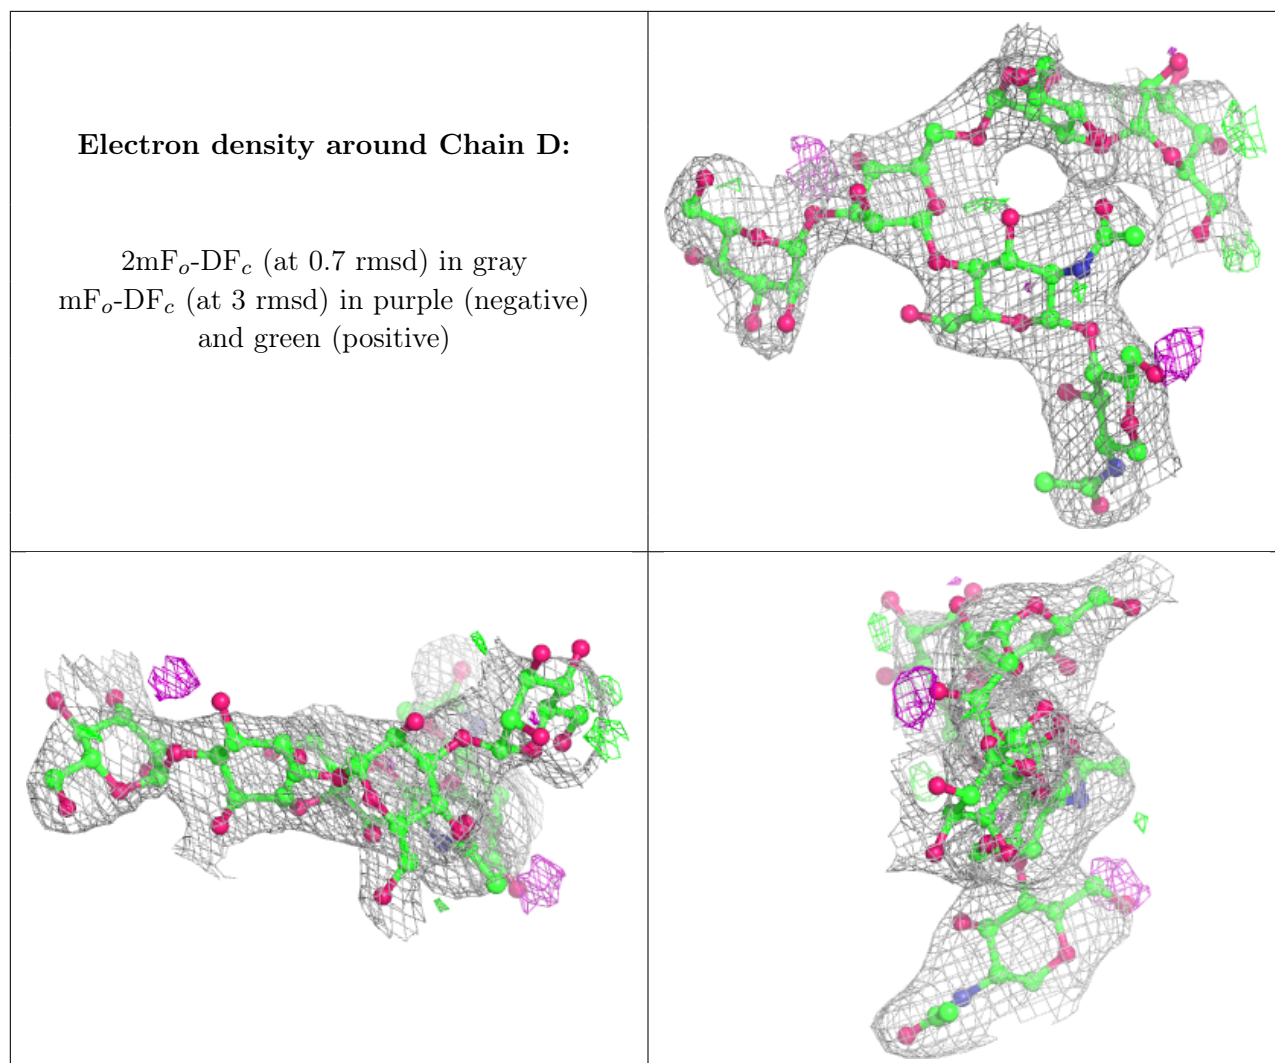 Electron density around Chain D:
2mFₒ-DF𝒸 (at 0.7 rmsd) in gray
mFₒ-DF𝒸 (at 3 rmsd) in purple (negative)
and green (positive)